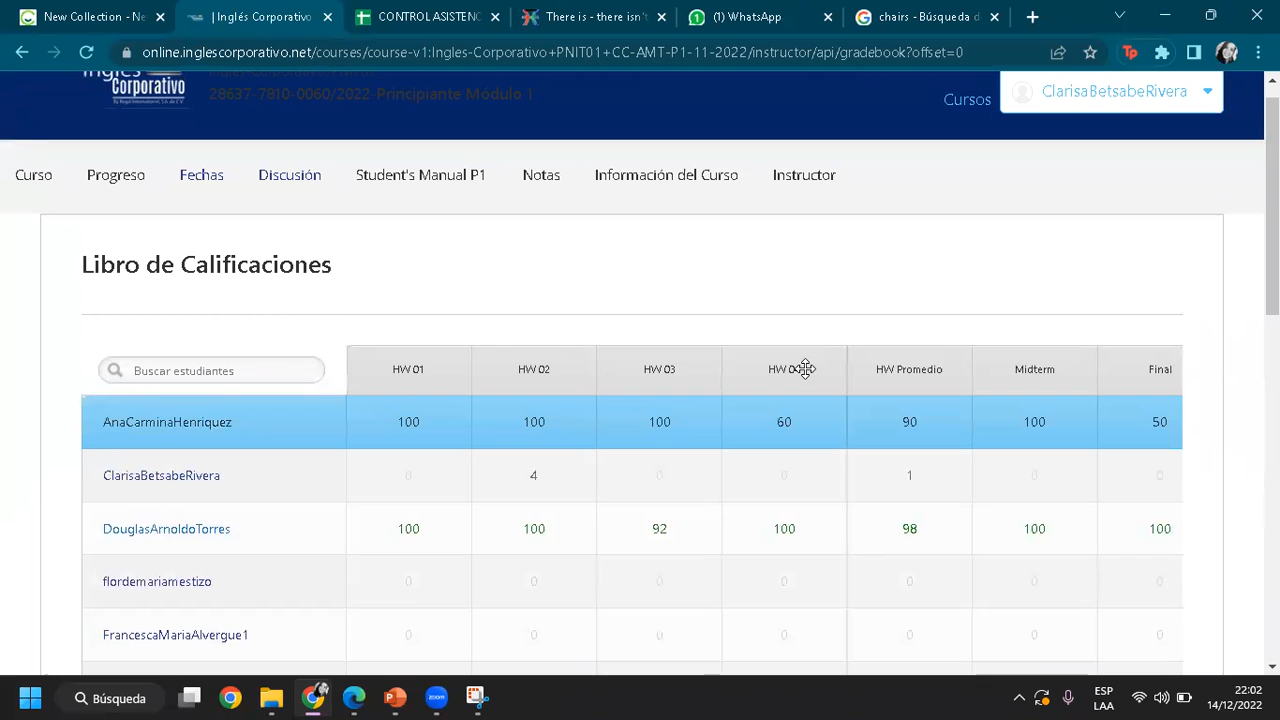 New Collection - Ne
| Inglés Corporativo
CONTROL ASISTENC
There is - there isn't
WhatsApp
chairs - Búsqueda d
online.inglescorporativo.net/courses/course-v1:Ingles-Corporativo+PNIT01+CC-AMT-P1-11-2022/instructor/api/gradebook?offset=0
Inglés
Corporativo
28637-7810-0060/2022-Principiante Módulo 1
Cursos
ClarisaBetsabeRivera
Curso Progreso Fechas Discusión Student's Manual P1 Notas Información del Curso Instructor
Libro de Calificaciones
Buscar estudiantes HW 01 HW 02 HW 03 HW HW Promedio Midterm Final
AnaCarminaHenriquez 100 100 100 60 90 100 50
ClarisaBetsabeRivera 0 4 0 0 1 0 0
DouglasArnoldoTorres 100 100 92 100 98 100 100
flordemariamestizo 0 0 0 0 0 0 0
FrancescaMariaAlvergue1 0 0 0 0 0 0 0
Búsqueda
ESP
LAA
22:02
14/12/2022